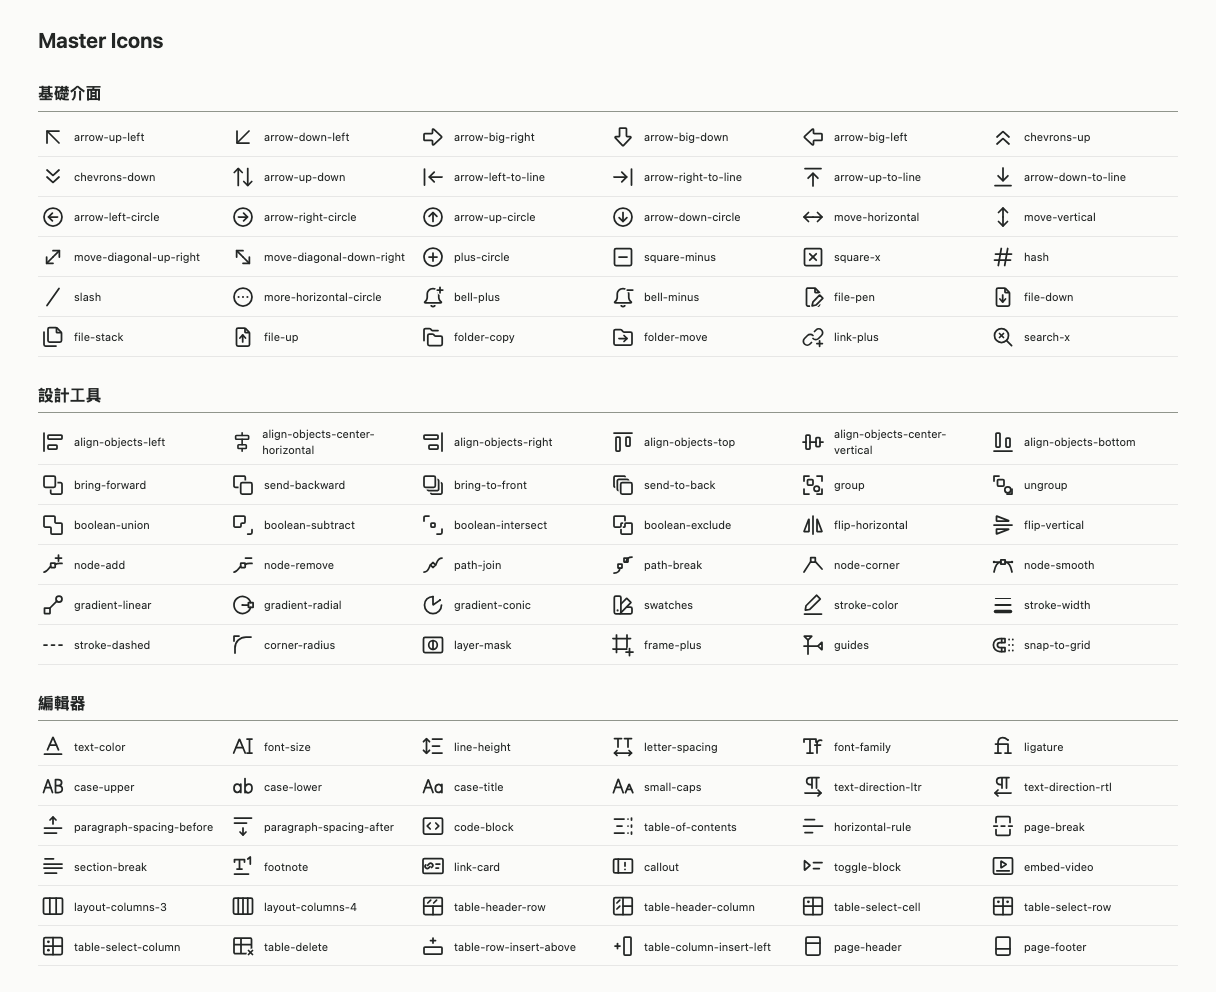 Master Icons
基礎介面
arrow-up-left
arrow-down-left
arrow-big-right
arrow-big-down
arrow-big-left
chevrons-up
chevrons-down
arrow-up-down
arrow-left-to-line
arrow-right-to-line
arrow-up-to-line
arrow-down-to-line
arrow-left-circle
arrow-right-circle
arrow-up-circle
arrow-down-circle
move-horizontal
move-vertical
move-diagonal-up-right
move-diagonal-down-right
plus-circle
square-minus
square-x
hash
slash
more-horizontal-circle
bell-plus
bell-minus
file-pen
file-down
file-stack
file-up
folder-copy
folder-move
link-plus
search-x
設計工具
align-objects-left
align-objects-center-
horizontal
align-objects-right
align-objects-top
align-objects-center-
vertical
align-objects-bottom
bring-forward
send-backward
bring-to-front
send-to-back
group
ungroup
boolean-union
boolean-subtract
boolean-intersect
boolean-exclude
flip-horizontal
flip-vertical
node-add
node-remove
path-join
path-break
node-corner
node-smooth
gradient-linear
gradient-radial
gradient-conic
swatches
stroke-color
stroke-width
stroke-dashed
corner-radius
layer-mask
frame-plus
guides
snap-to-grid
編輯器
text-color
font-size
line-height
letter-spacing
font-family
ligature
case-upper
case-lower
case-title
small-caps
text-direction-ltr
text-direction-rtl
paragraph-spacing-before
paragraph-spacing-after
code-block
table-of-contents
horizontal-rule
page-break
section-break
footnote
link-card
callout
toggle-block
embed-video
layout-columns-3
layout-columns-4
table-header-row
table-header-column
table-select-cell
table-select-row
table-select-column
table-delete
table-row-insert-above
table-column-insert-left
page-header
page-footer